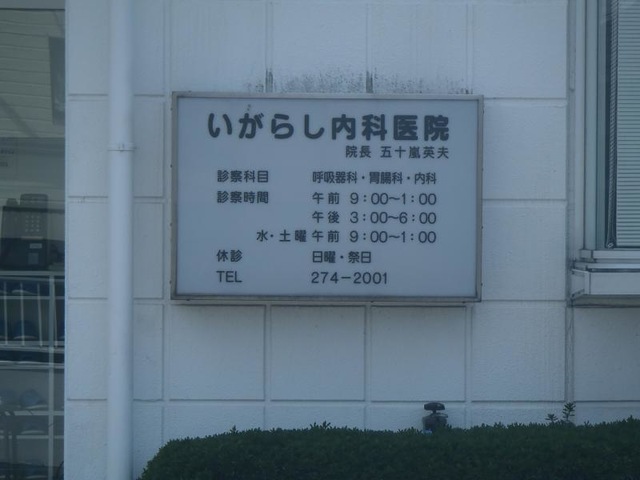 いがらし内科医院
院長 五十嵐英夫
診察科目 呼吸器科・胃腸科・内科
診察時間 午前 9:00〜1:00
午後 3:00〜6:00
水・土曜 午前 9:00〜1:00
休診 日曜・祭日
TEL 274-2001